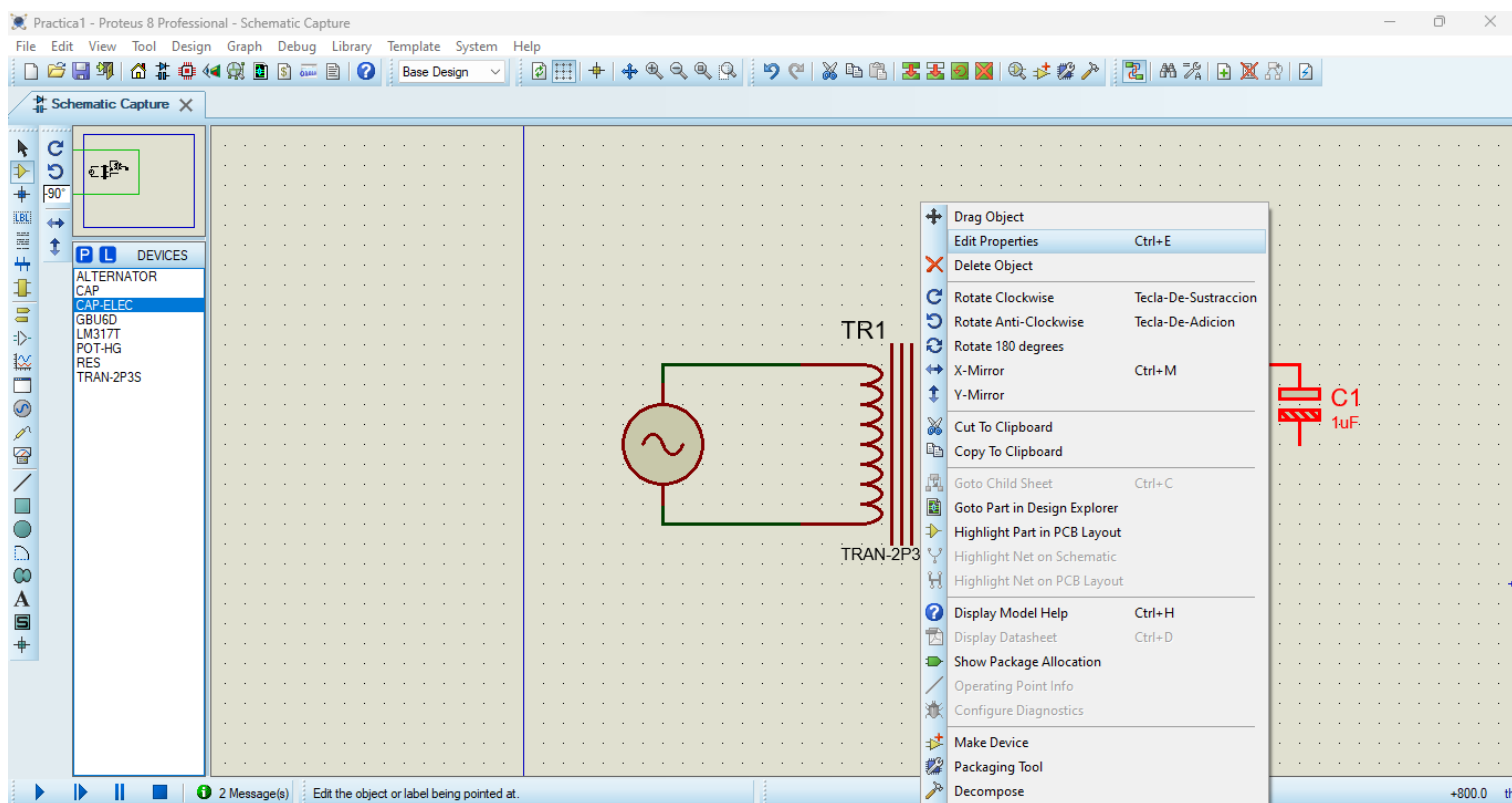 Practica1 - Proteus 8 Professional - Schematic Capture
File Edit View Tool Design Graph Debug Library Template System Help
Base Design
Schematic Capture
-90°
LBL
P L DEVICES
ALTERNATOR
CAP
CAP-ELEC
GBU6D
LM317T
POT-HG
RES
TRAN-2P3S
A
S
TR1
TRAN-2P3
Drag Object
Edit Properties Ctrl+E
Delete Object
Rotate Clockwise Tecla-De-Sustraccion
Rotate Anti-Clockwise Tecla-De-Adicion
Rotate 180 degrees
X-Mirror Ctrl+M
Y-Mirror
Cut To Clipboard
Copy To Clipboard
Goto Child Sheet Ctrl+C
Goto Part in Design Explorer
Highlight Part in PCB Layout
Highlight Net on Schematic
Highlight Net on PCB Layout
Display Model Help Ctrl+H
Display Datasheet Ctrl+D
Show Package Allocation
Operating Point Info
Configure Diagnostics
Make Device
Packaging Tool
Decompose
C1
1uF
2 Message(s) Edit the object or label being pointed at. +800.0 th